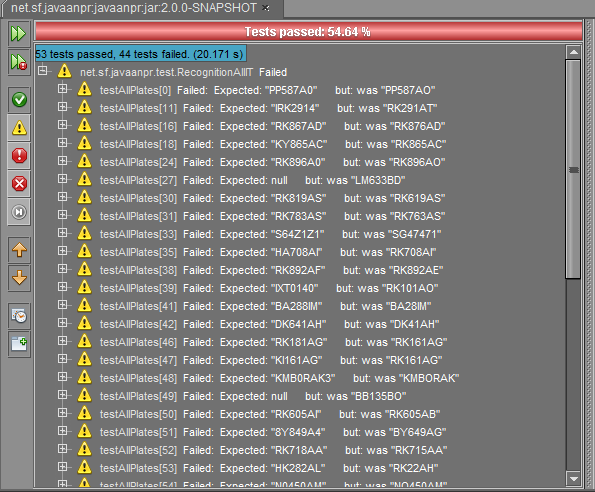 net.sf.javaanpr:javaanpr:jar:2.0.0-SNAPSHOT
Tests passed: 54.64 %
53 tests passed, 44 tests failed. (20.171 s)
net.sf.javaanpr.test.RecognitionAllIT Failed
testAllPlates[0] Failed: Expected: "PP587A0" but: was "PP587AO"
testAllPlates[11] Failed: Expected: "IRK2914" but: was "RK291AT"
testAllPlates[16] Failed: Expected: "RK867AD" but: was "RK876AD"
testAllPlates[18] Failed: Expected: "KY865AC" but: was "RK865AC"
testAllPlates[24] Failed: Expected: "RK896A0" but: was "RK896AO"
testAllPlates[27] Failed: Expected: null but: was "LM633BD"
testAllPlates[30] Failed: Expected: "RK819AS" but: was "RK619AS"
testAllPlates[31] Failed: Expected: "RK783AS" but: was "RK763AS"
testAllPlates[33] Failed: Expected: "S64Z1Z1" but: was "SG47471"
testAllPlates[35] Failed: Expected: "HA708AI" but: was "RK708AI"
testAllPlates[38] Failed: Expected: "RK892AF" but: was "RK892AE"
testAllPlates[39] Failed: Expected: "IXT0140" but: was "RK101AO"
testAllPlates[41] Failed: Expected: "BA288IM" but: was "BA28IM"
testAllPlates[42] Failed: Expected: "DK641AH" but: was "DK41AH"
testAllPlates[46] Failed: Expected: "RK181AG" but: was "RK161AG"
testAllPlates[47] Failed: Expected: "KI161AG" but: was "RK161AG"
testAllPlates[48] Failed: Expected: "KMB0RAK3" but: was "KMBORAK"
testAllPlates[49] Failed: Expected: null but: was "BB135BO"
testAllPlates[50] Failed: Expected: "RK605AI" but: was "RK605AB"
testAllPlates[51] Failed: Expected: "8Y849A4" but: was "BY649AG"
testAllPlates[52] Failed: Expected: "RK718AA" but: was "RK715AA"
testAllPlates[53] Failed: Expected: "HK282AL" but: was "RK22AH"
testAllPlates[54] Failed: Expected: "N0450AM" but: was "NO450AM"